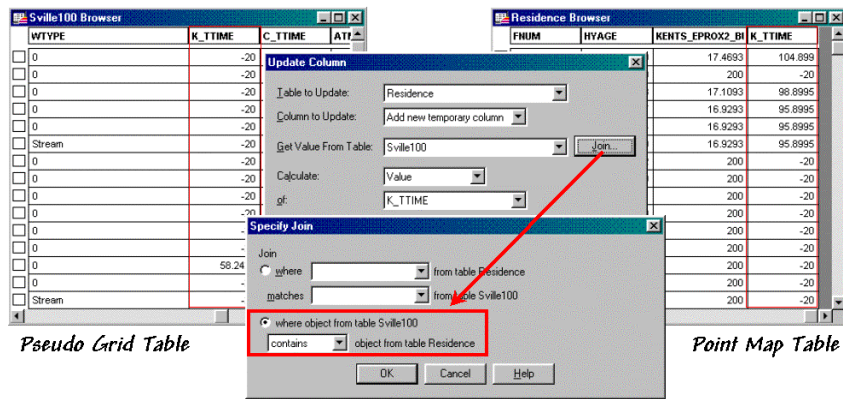 Sville100 Browser
WTYPE K_TTIME C_TTIME
0 -20
0 -20
0 -20
0 -20
0 -20
Stream -20
0 -20
0 -20
0 -20
0 -20
0 -
0 58.24
0 -
Stream -
Pseudo Grid Table
Update Column
Table to Update: Residence
Column to Update: Add new temporary column
Get Value From Table: Sville100 Join...
Calculate: Value
of: K_TTIME
Specify Join
Join
where from table Residence
matches from table Sville100
where object from table Sville100
contains object from table Residence
OK Cancel Help
Residence Browser
FNUM HYAGE KENTS_EPROX2_BI K_TTIME
17.4693 104.899
200 -20
17.1093 98.8995
16.9293 95.8995
16.9293 95.8995
16.9293 95.8995
200 -20
200 -20
200 -20
200 -20
200 -20
200 -20
200 -20
200 -20
Point Map Table